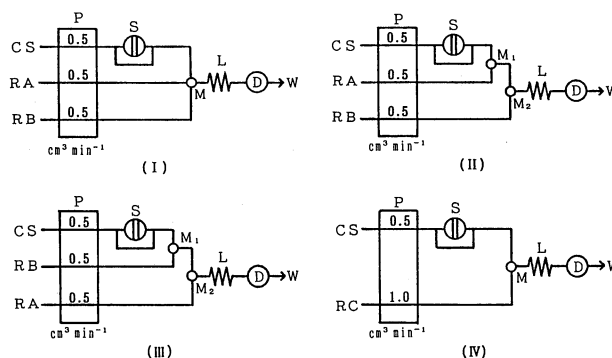 P
S
CS 0.5
L
RA 0.5 D W
M
RB 0.5
cm³ min⁻¹
(I)
P
S
CS 0.5
M₁ L
RA 0.5 D W
M₂
RB 0.5
cm³ min⁻¹
(II)
P
S
CS 0.5
M₁ L
RB 0.5 D W
M₂
RA 0.5
cm³ min⁻¹
(III)
P
S
CS 0.5
L
D W
M
RC 1.0
cm³ min⁻¹
(IV)